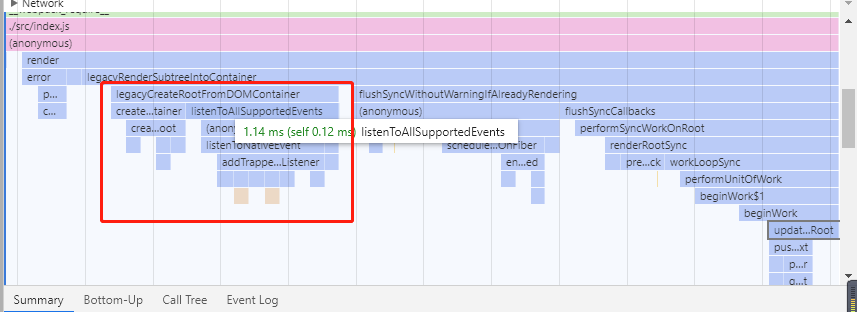 Network
./src/index.js
(anonymous)
render
error legacyRenderSubtreeIntoContainer
p... legacyCreateRootFromDOMContainer flushSyncWithoutWarningIfAlreadyRendering
c... create...tainer listenToAllSupportedEvents (anonymous) flushSyncCallbacks
crea...oot 1.14 ms (self 0.12 ms) listenToAllSupportedEvents performSyncWorkOnRoot
listenToNativeEvent schedule...OnFiber renderRootSync
addTrappe...Listener en...ed pre...ck workLoopSync
performUnitOfWork
beginWork$1
beginWork
updat...Root
pus...xt
p...r
g...t
Summary Bottom-Up Call Tree Event Log